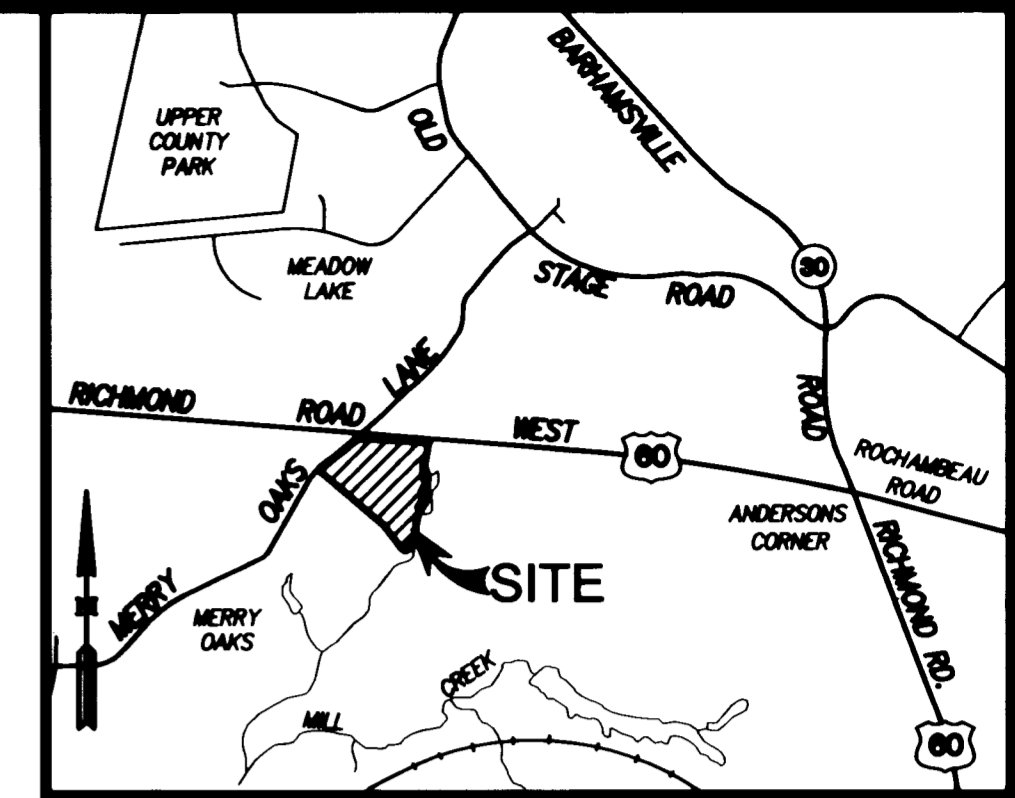 BARHAMSVILLE
ROAD
30
UPPER
COUNTY
PARK
OLD
STAGE ROAD
MEADOW
LAKE
MERRY OAKS LANE
RICHMOND ROAD WEST
60
ROCHAMBEAU
ROAD
ANDERSONS
CORNER
RICHMOND RD.
60
SITE
MERRY
OAKS
MILL CREEK
N